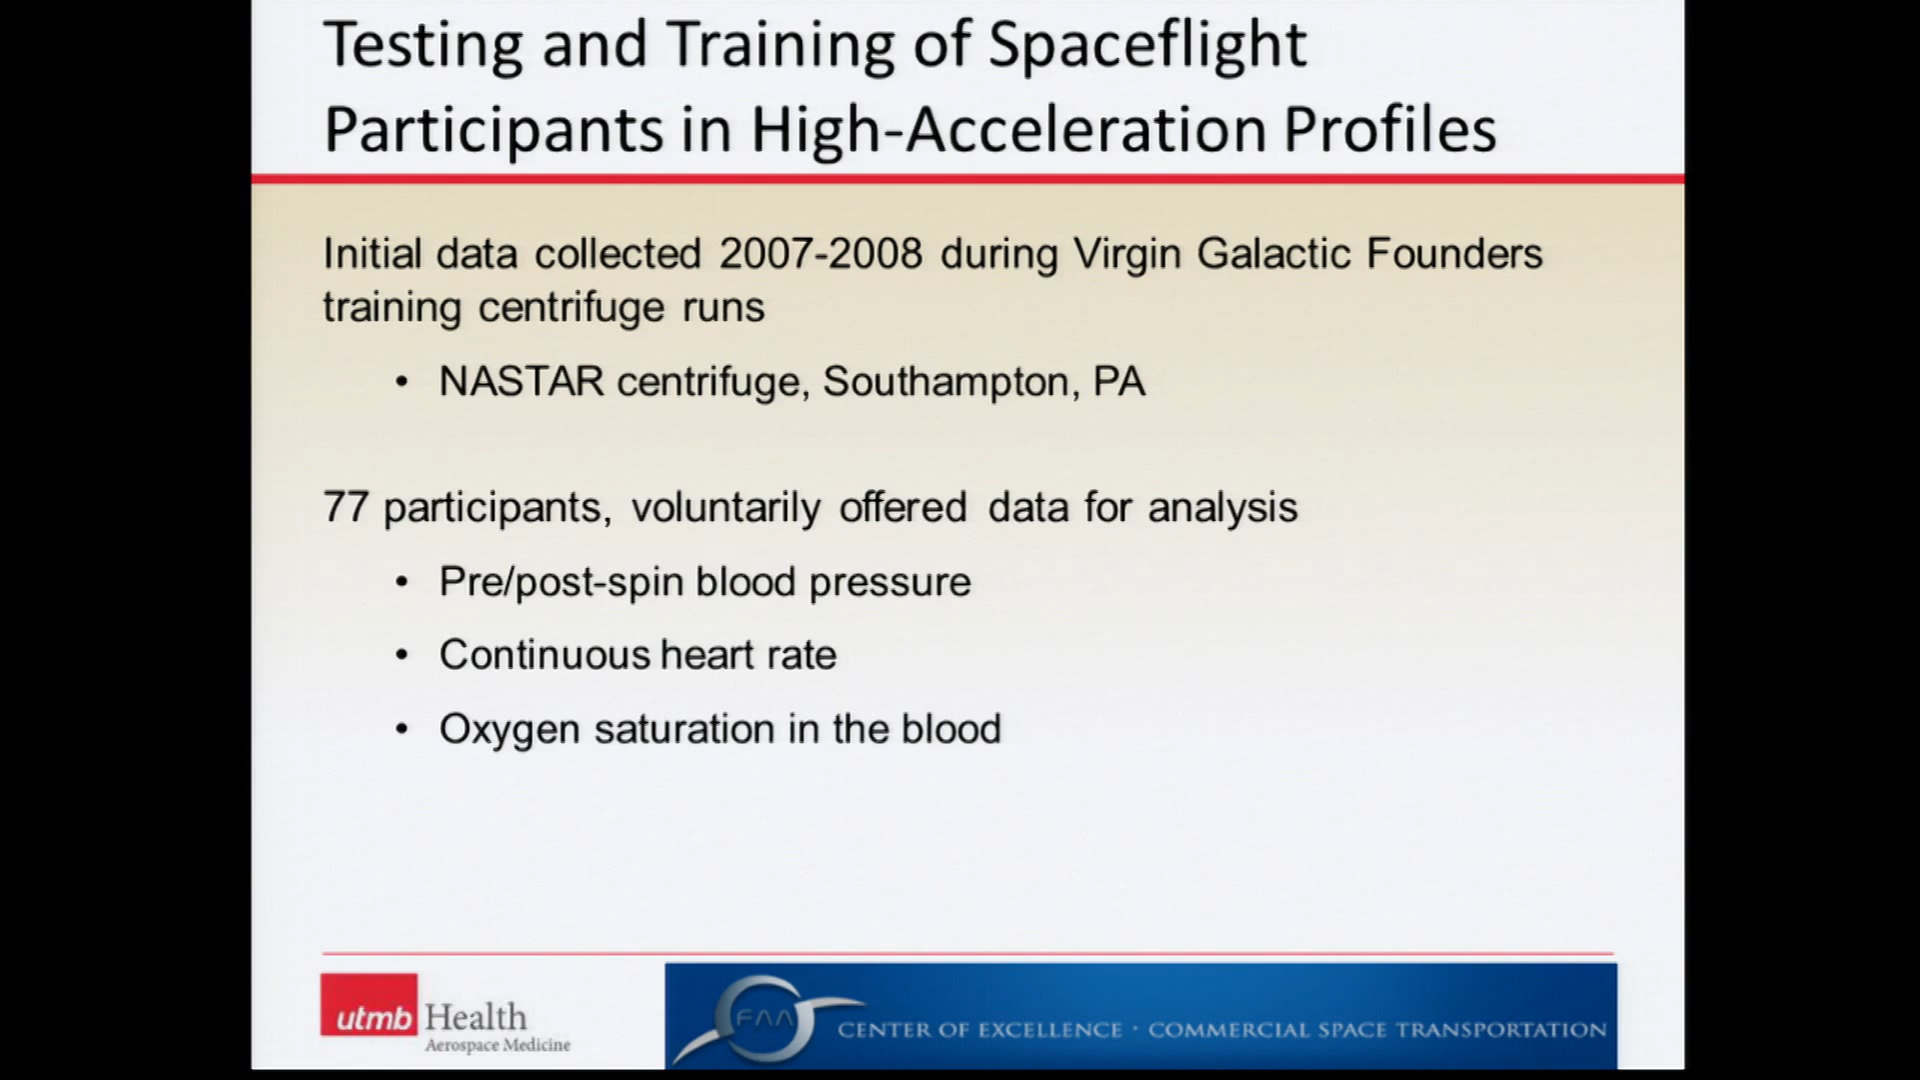 Testing and Training of Spaceflight
Participants in High-Acceleration Profiles
Initial data collected 2007-2008 during Virgin Galactic Founders
training centrifuge runs
• NASTAR centrifuge, Southampton, PA
77 participants, voluntarily offered data for analysis
• Pre/post-spin blood pressure
• Continuous heart rate
• Oxygen saturation in the blood
utmb Health
Aerospace Medicine
FAA
CENTER OF EXCELLENCE · COMMERCIAL SPACE TRANSPORTATION